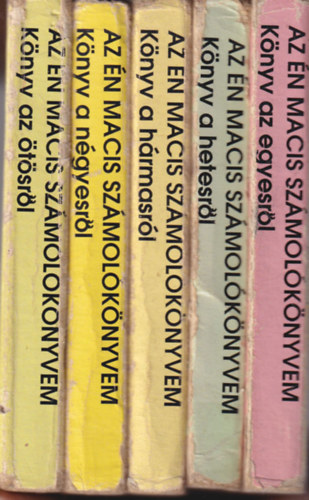 AZ ÉN MACIS SZÁMOLÓKÖNYVEM
Könyv az ötösről
AZ ÉN MACIS SZÁMOLÓKÖNYVEM
Könyv a négyesről
AZ ÉN MACIS SZÁMOLÓKÖNYVEM
Könyv a hármasról
AZ ÉN MACIS SZÁMOLÓKÖNYVEM
Könyv a hetesről
AZ ÉN MACIS SZÁMOLÓKÖNYVEM
Könyv az egyesről